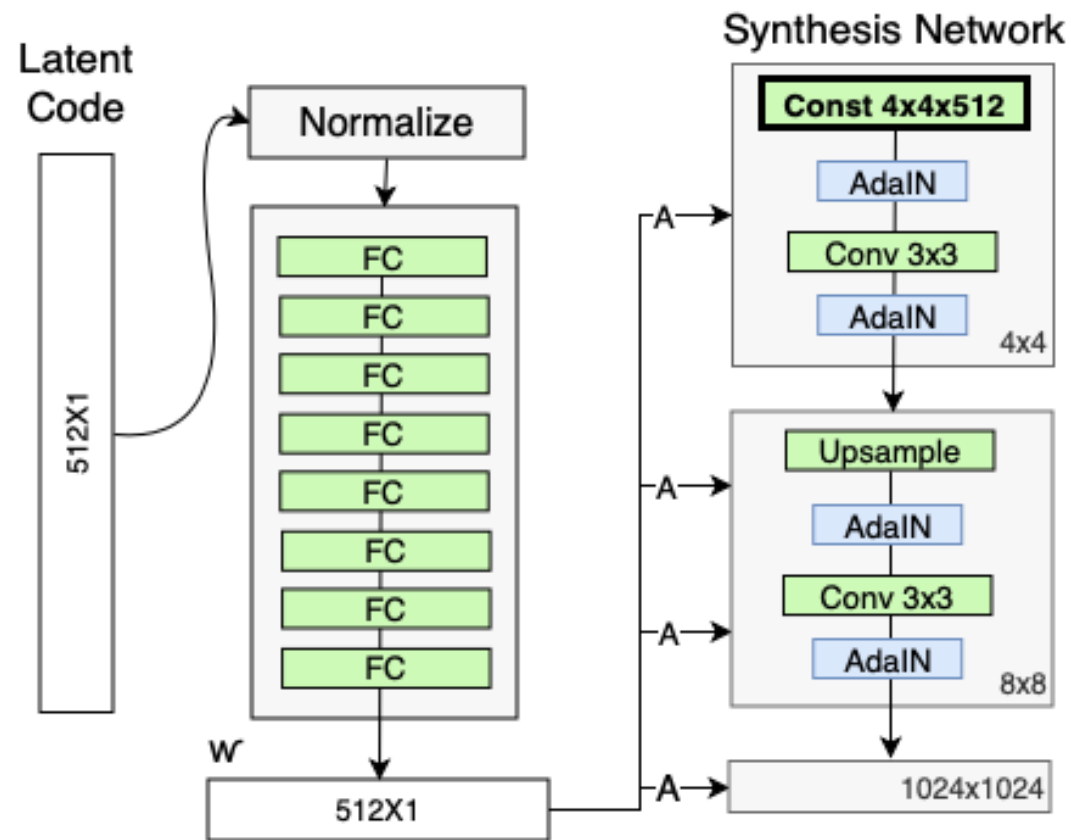 Latent
Code
512X1
Normalize
FC
FC
FC
FC
FC
FC
FC
FC
w
512X1
Synthesis Network
A
Const 4x4x512
AdaIN
Conv 3x3
AdaIN
4x4
A
A
Upsample
AdaIN
Conv 3x3
AdaIN
8x8
A
1024x1024